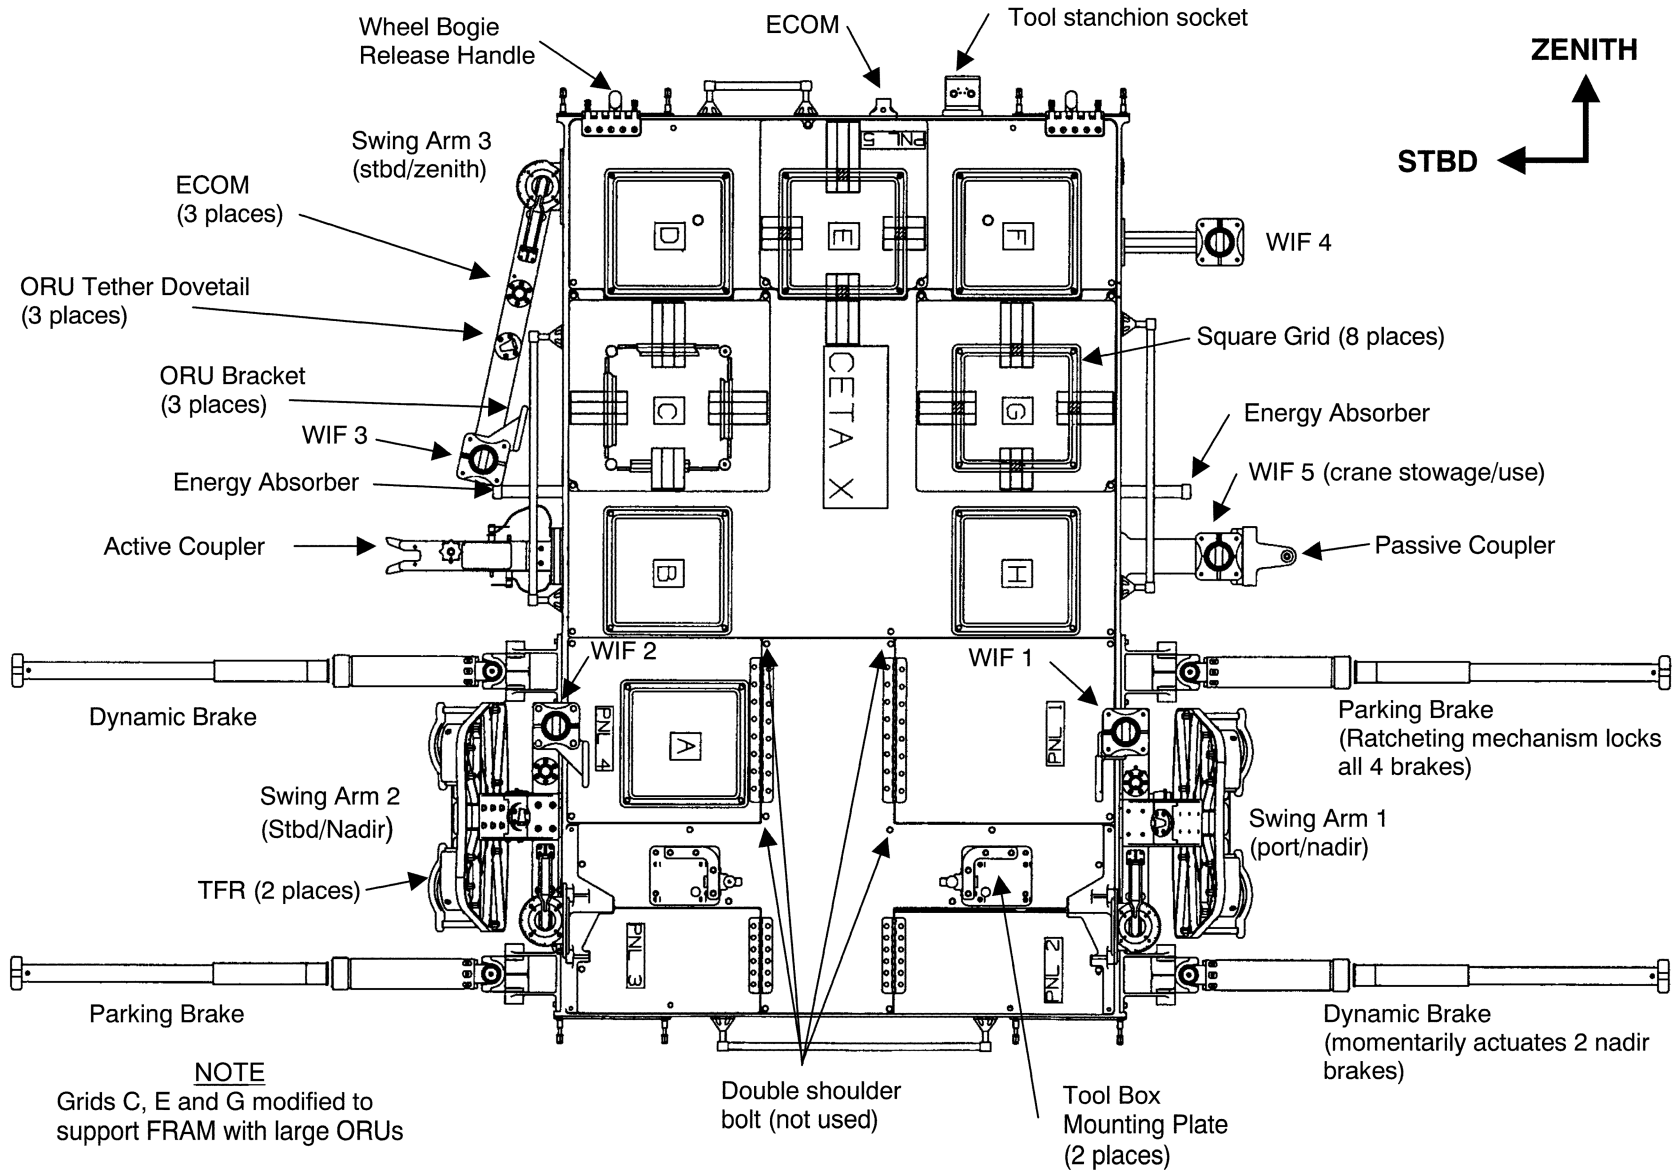 Wheel Bogie
Release Handle
ECOM
Tool stanchion socket
ZENITH
STBD
Swing Arm 3
(stbd/zenith)
ECOM
(3 places)
ORU Tether Dovetail
(3 places)
ORU Bracket
(3 places)
WIF 3
Energy Absorber
Active Coupler
PNL 5
D
E
F
WIF 4
Square Grid (8 places)
C
CETA X
G
Energy Absorber
WIF 5 (crane stowage/use)
Passive Coupler
B
H
WIF 2
WIF 1
Dynamic Brake
Parking Brake
(Ratcheting mechanism locks
all 4 brakes)
PNL 4
A
PNL 1
Swing Arm 2
(Stbd/Nadir)
Swing Arm 1
(port/nadir)
TFR (2 places)
PNL 3
PNL 2
Parking Brake
Dynamic Brake
(momentarily actuates 2 nadir
brakes)
NOTE
Grids C, E and G modified to
support FRAM with large ORUs
Double shoulder
bolt (not used)
Tool Box
Mounting Plate
(2 places)